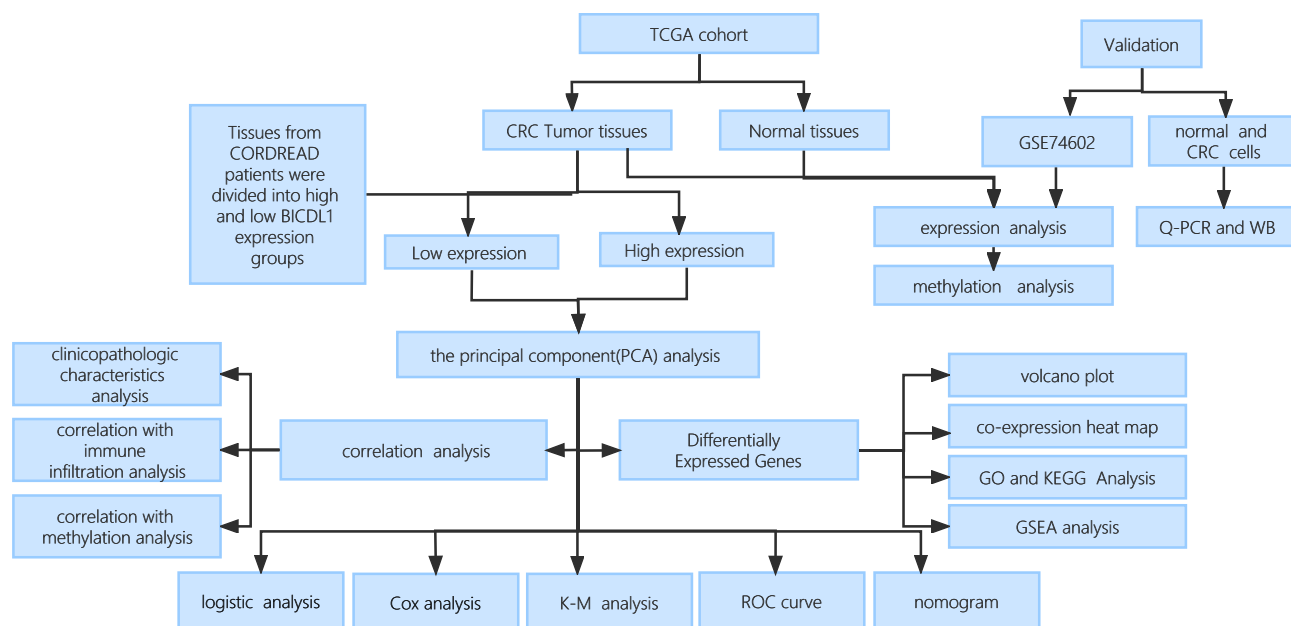 TCGA cohort
Validation
Tissues from
CORDREAD
patients were
divided into high
and low BICDL1
expression
groups
CRC Tumor tissues
Normal tissues
GSE74602
normal and
CRC cells
Low expression
High expression
expression analysis
Q-PCR and WB
methylation analysis
the principal component(PCA) analysis
clinicopathologic
characteristics
analysis
correlation with
immune
infiltration analysis
correlation with
methylation analysis
correlation analysis
Differentially
Expressed Genes
volcano plot
co-expression heat map
GO and KEGG Analysis
GSEA analysis
logistic analysis
Cox analysis
K-M analysis
ROC curve
nomogram